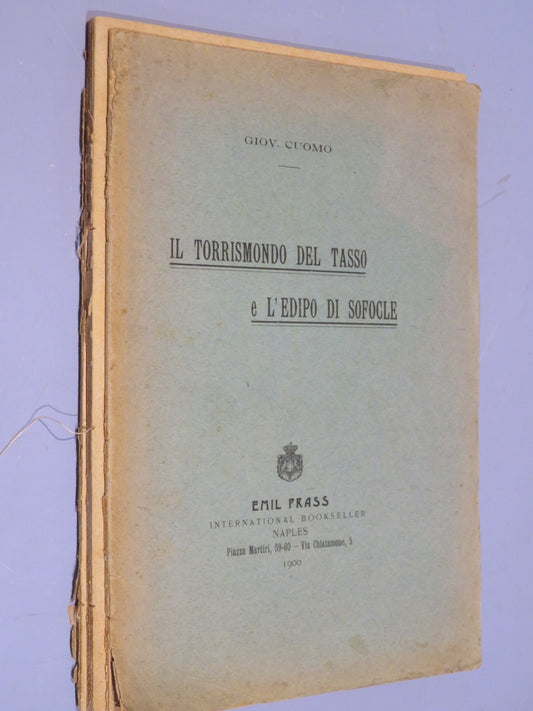 GIOV. CUOMO
IL TORRISMONDO DEL TASSO
e L'EDIPO DI SOFOCLE
EMIL PRASS
INTERNATIONAL BOOKSELLER
NAPLES
Piazza Martiri, 59-60 — Via Chiatamone, 5
1900